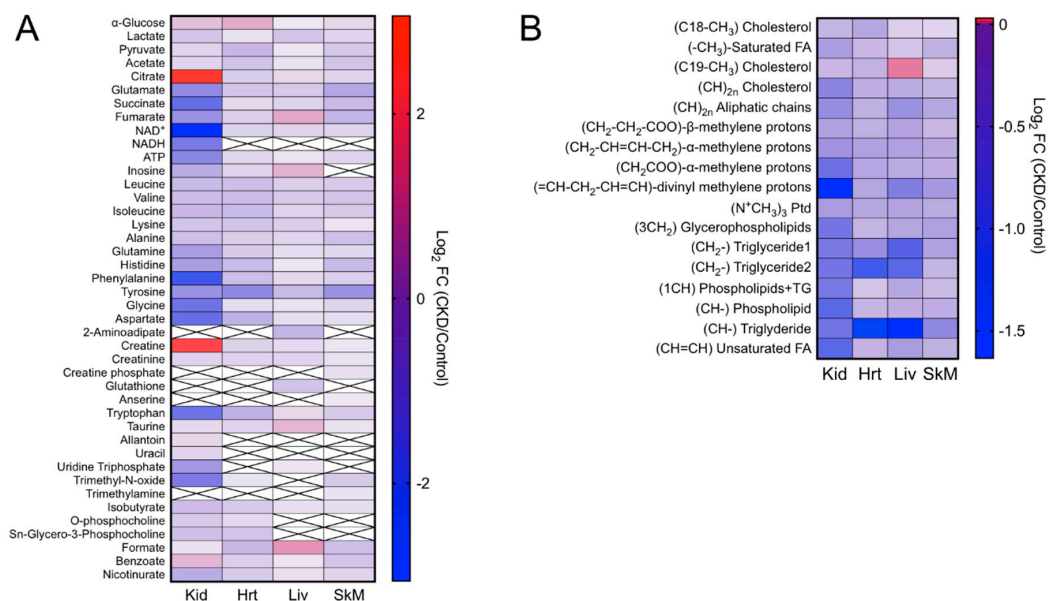 A
α-Glucose
Lactate
Pyruvate
Acetate
Citrate
Glutamate
Succinate
Fumarate
NAD⁺
NADH
ATP
Inosine
Leucine
Valine
Isoleucine
Lysine
Alanine
Glutamine
Histidine
Phenylalanine
Tyrosine
Glycine
Aspartate
2-Aminoadipate
Creatine
Creatinine
Creatine phosphate
Glutathione
Anserine
Tryptophan
Taurine
Allantoin
Uracil
Uridine Triphosphate
Trimethyl-N-oxide
Trimethylamine
Isobutyrate
O-phosphocholine
Sn-Glycero-3-Phosphocholine
Formate
Benzoate
Nicotinurate
Kid Hrt Liv SkM
2
0
-2
Log₂ FC (CKD/Control)
B
(C18-CH₃) Cholesterol
(-CH₃)-Saturated FA
(C19-CH₃) Cholesterol
(CH)₂ₙ Cholesterol
(CH)₂ₙ Aliphatic chains
(CH₂-CH₂-COO)-β-methylene protons
(CH₂-CH=CH-CH₂)-α-methylene protons
(CH₂COO)-α-methylene protons
(=CH-CH₂-CH=CH)-divinyl methylene protons
(N⁺CH₃)₃ Ptd
(3CH₂) Glycerophospholipids
(CH₂-) Triglyceride1
(CH₂-) Triglyceride2
(1CH) Phospholipids+TG
(CH-) Phospholipid
(CH-) Triglyderide
(CH=CH) Unsaturated FA
Kid Hrt Liv SkM
0
-0.5
-1.0
-1.5
Log₂ FC (CKD/Control)